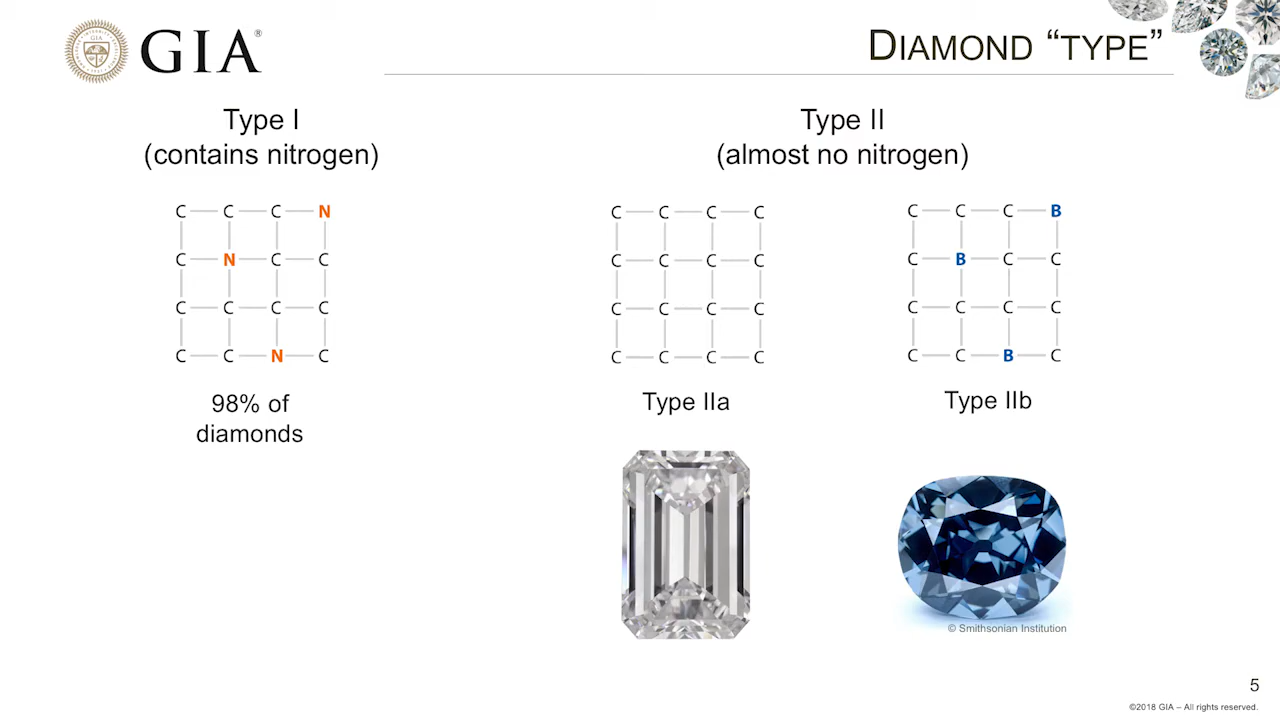 GIA®
DIAMOND “TYPE”
Type I
(contains nitrogen)
Type II
(almost no nitrogen)
C C C N
C N C C
C C C C
C C N C
98% of
diamonds
C C C C
C C C C
C C C C
C C C C
Type IIa
C C C B
C B C C
C C C C
C C B C
Type IIb
© Smithsonian Institution
5
©2018 GIA – All rights reserved.